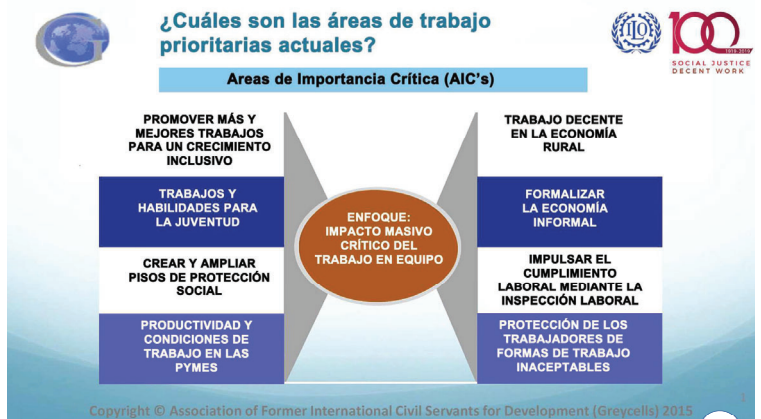 ¿Cuáles son las áreas de trabajo
prioritarias actuales?
ILO
100
1919-2019
SOCIAL JUSTICE
DECENT WORK
Areas de Importancia Crítica (AIC's)
PROMOVER MÁS Y
MEJORES TRABAJOS
PARA UN CRECIMIENTO
INCLUSIVO
TRABAJOS Y
HABILIDADES PARA
LA JUVENTUD
CREAR Y AMPLIAR
PISOS DE PROTECCIÓN
SOCIAL
PRODUCTIVIDAD Y
CONDICIONES DE
TRABAJO EN LAS
PYMES
ENFOQUE:
IMPACTO MASIVO
CRÍTICO DEL
TRABAJO EN EQUIPO
TRABAJO DECENTE
EN LA ECONOMÍA
RURAL
FORMALIZAR
LA ECONOMÍA
INFORMAL
IMPULSAR EL
CUMPLIMIENTO
LABORAL MEDIANTE LA
INSPECCIÓN LABORAL
PROTECCIÓN DE LOS
TRABAJADORES DE
FORMAS DE TRABAJO
INACEPTABLES
Copyright © Association of Former International Civil Servants for Development (Greycells) 2015